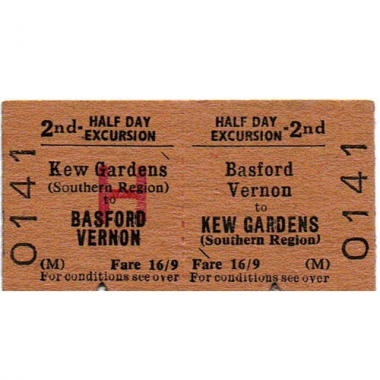 0141
2nd- HALF DAY EXCURSION
Kew Gardens
(Southern Region)
to
BASFORD
VERNON
(M) Fare 16/9
For conditions see over
H
HALF DAY EXCURSION -2nd
Basford
Vernon
to
KEW GARDENS
(Southern Region)
(M) Fare 16/9
For conditions see over
0141